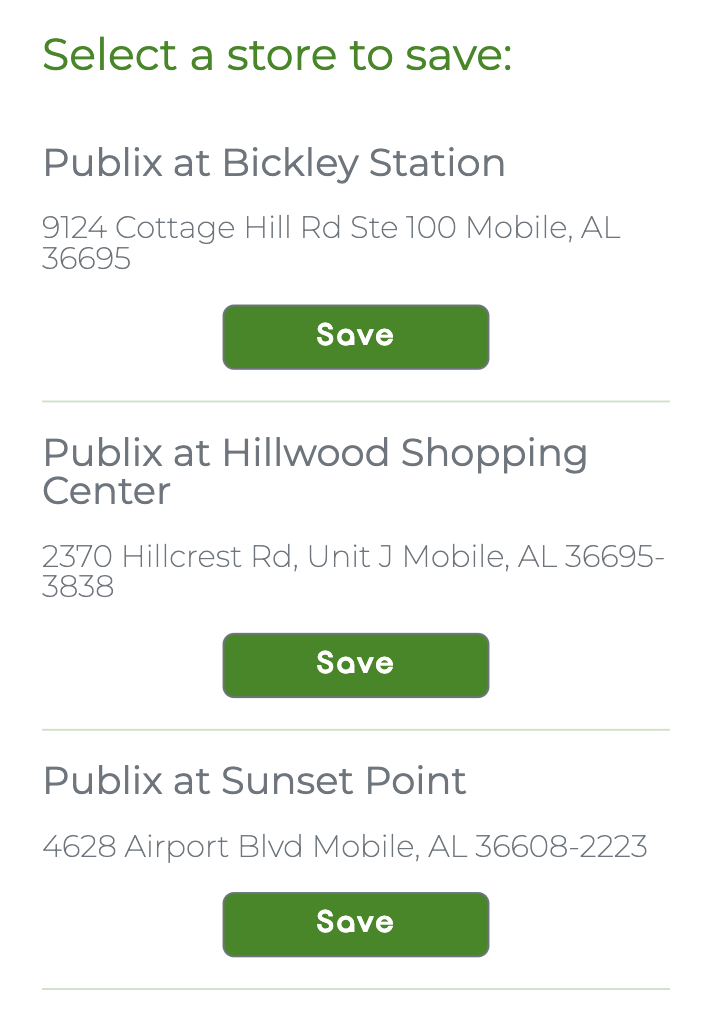 Select a store to save:
Publix at Bickley Station
9124 Cottage Hill Rd Ste 100 Mobile, AL
36695
Save
Publix at Hillwood Shopping
Center
2370 Hillcrest Rd, Unit J Mobile, AL 36695-
3838
Save
Publix at Sunset Point
4628 Airport Blvd Mobile, AL 36608-2223
Save